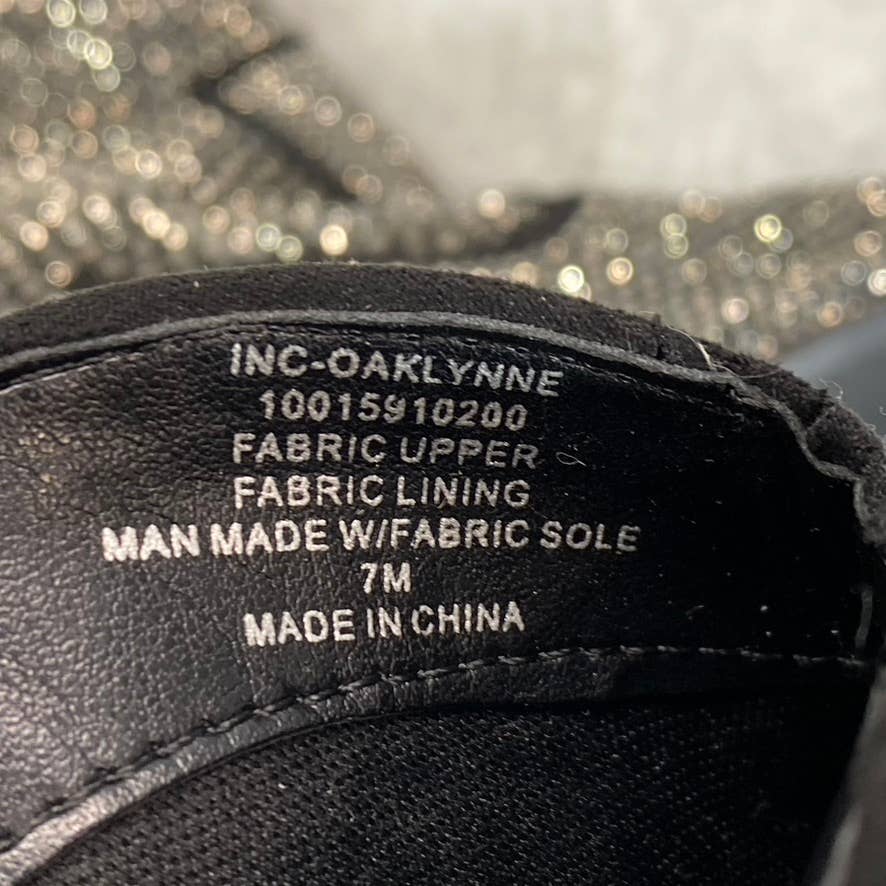 INC-OAKLYNNE
10015910200
FABRIC UPPER
FABRIC LINING
MAN MADE W/FABRIC SOLE
7M
MADE IN CHINA